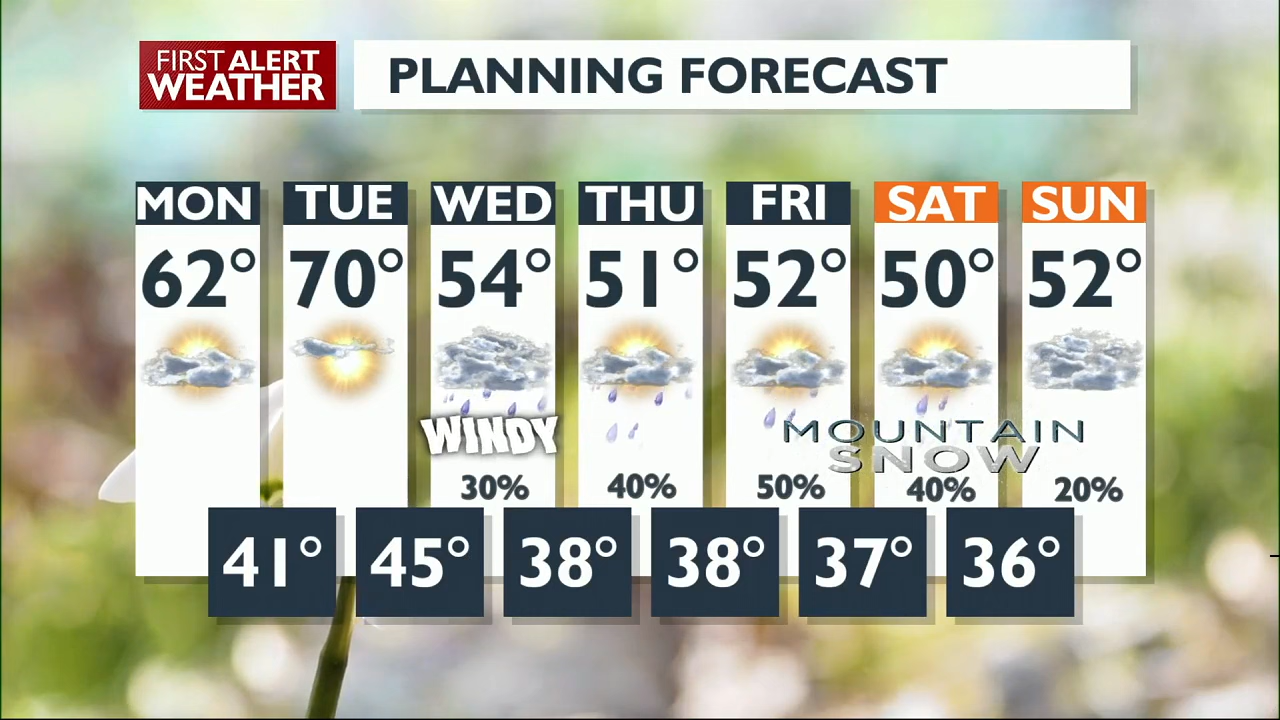 FIRST ALERT
WEATHER
PLANNING FORECAST
MON TUE WED THU FRI SAT SUN
62° 70° 54° 51° 52° 50° 52°
WINDY
MOUNTAIN
SNOW
30% 40% 50% 40% 20%
41° 45° 38° 38° 37° 36°